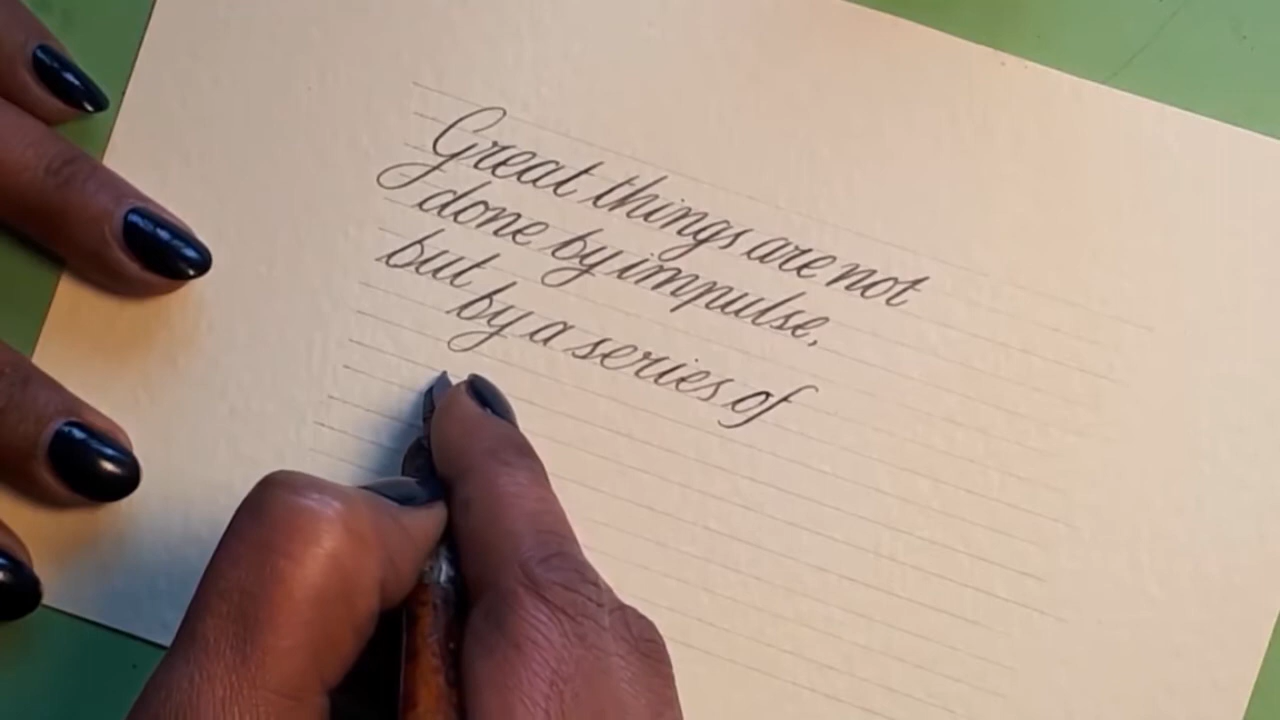 Great things are not
done by impulse,
but
by a series of